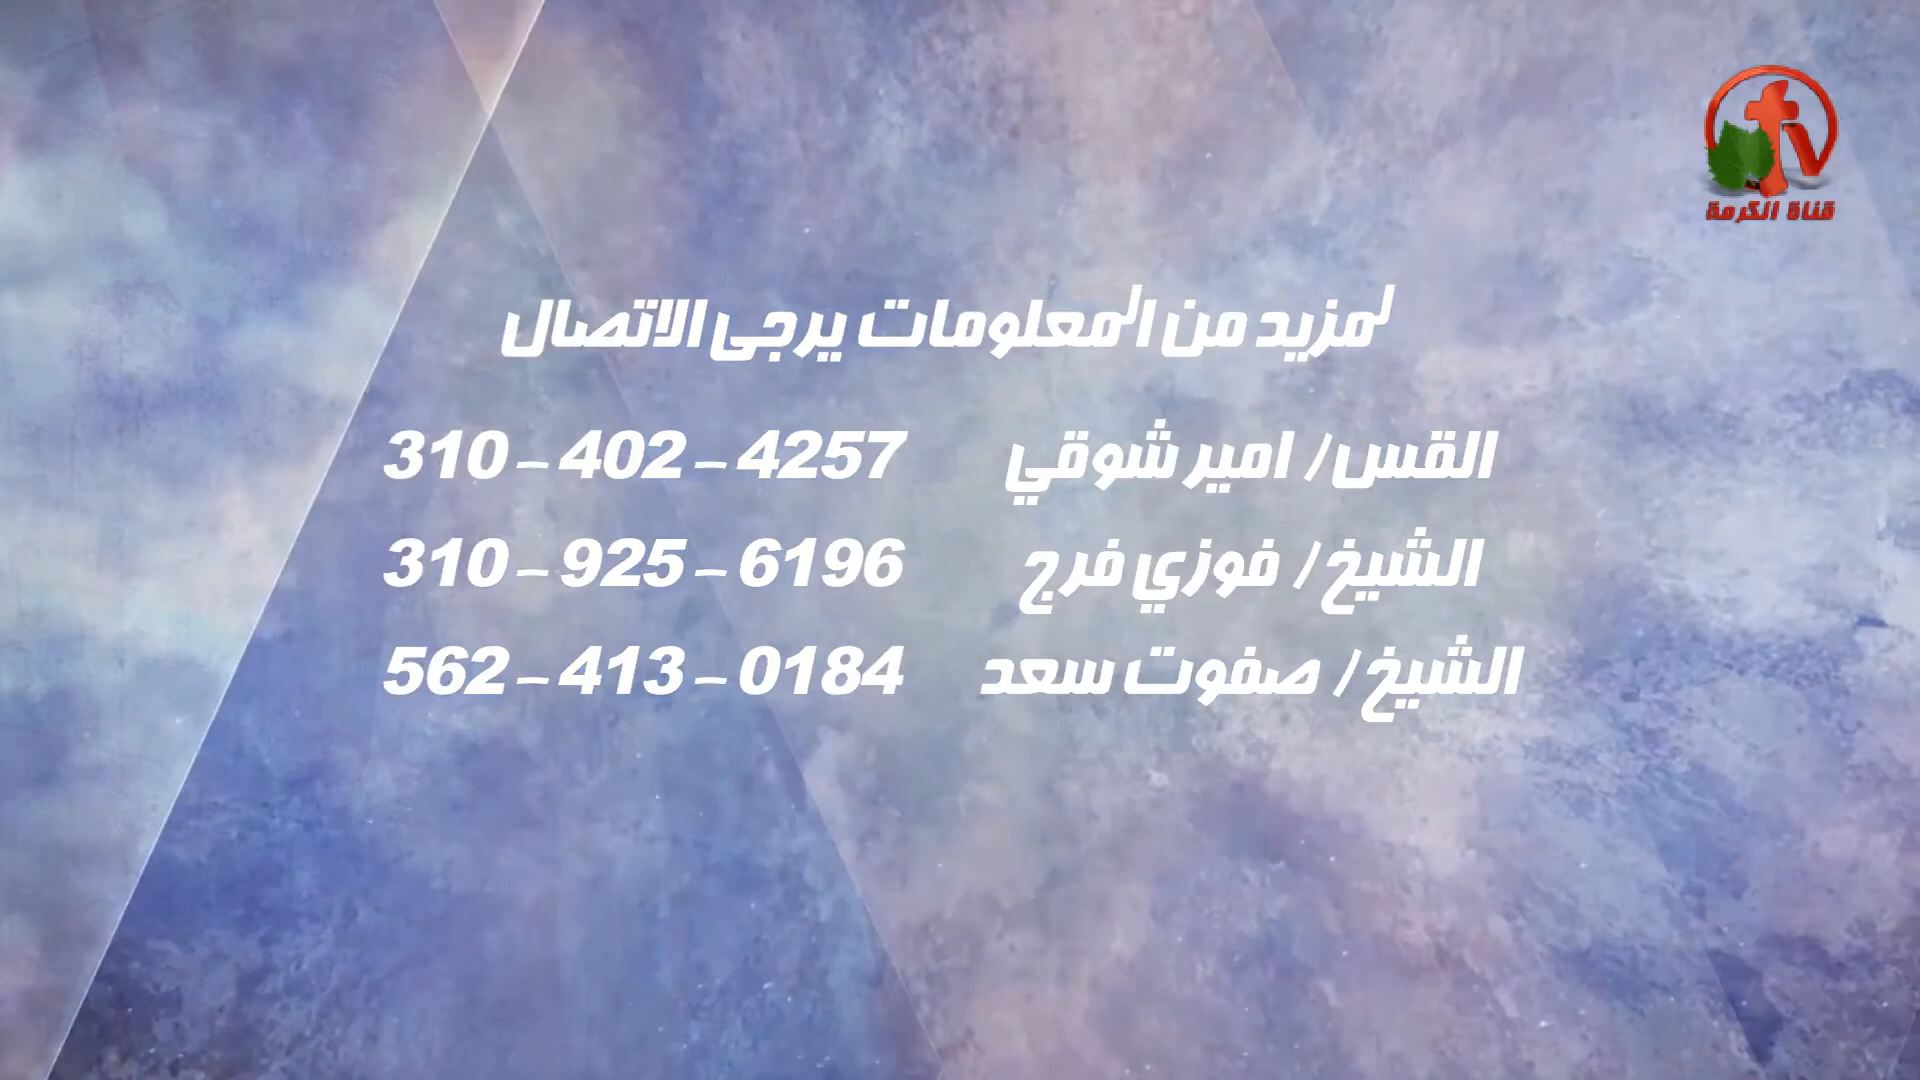 قناة الكرمة
لمزيد من المعلومات يرجى الاتصال
القس/ امير شوقي 310-402-4257
الشيخ/ فوزي فرج 310-925-6196
الشيخ/ صفوت سعد 562-413-0184